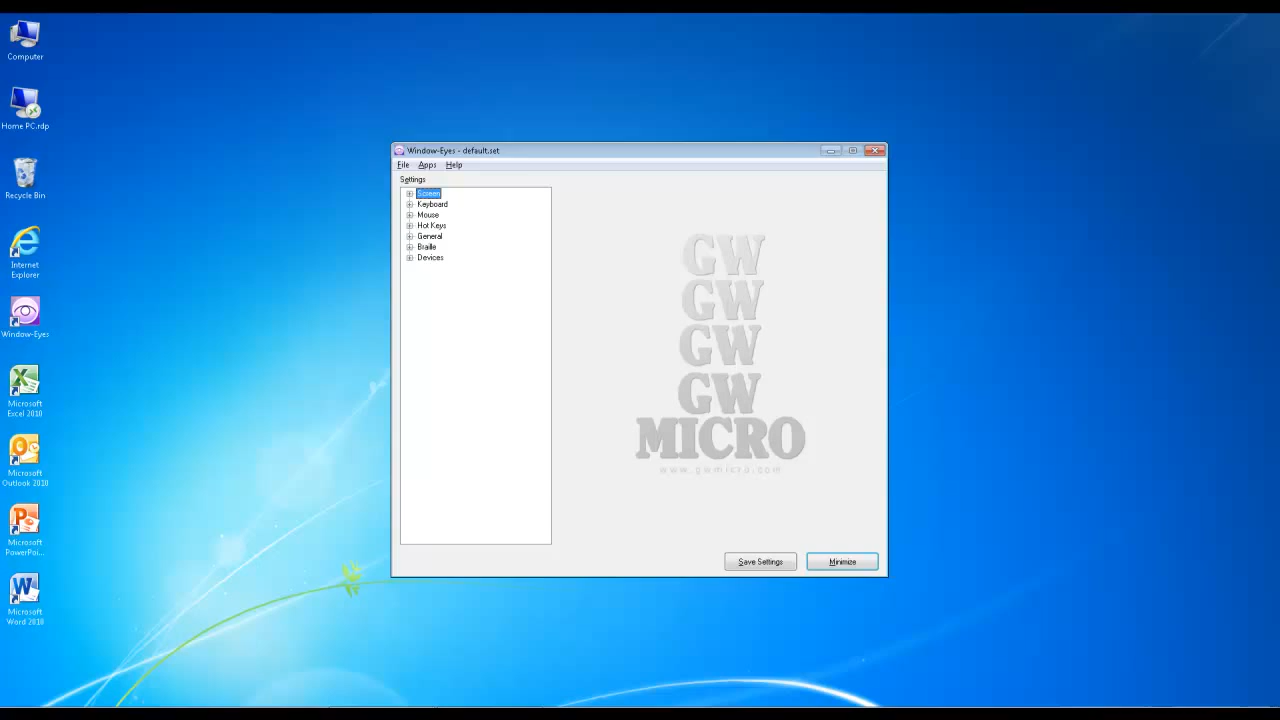 Computer
Home PC.rdp
Recycle Bin
Internet
Explorer
Window-Eyes
Microsoft
Excel 2010
Microsoft
Outlook 2010
Microsoft
PowerPoi...
Microsoft
Word 2010
Window-Eyes - default.set
File Apps Help
Settings
Screen
Keyboard
Mouse
Hot Keys
General
Braille
Devices
GW
GW
GW
GW
MICRO
www.gwmicro.com
Save Settings Minimize